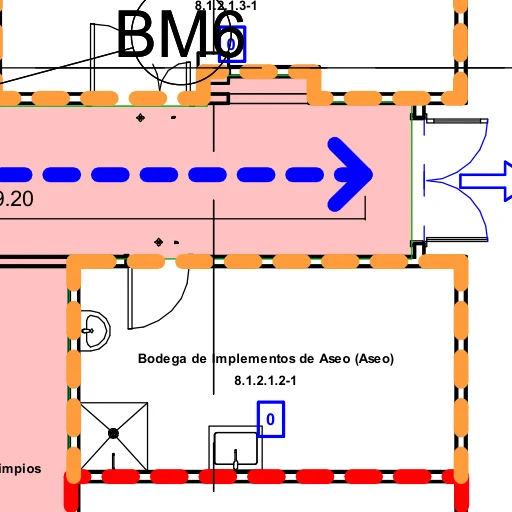 8.1.2.1.3-1
BM6
0
9.20
Bodega de Implementos de Aseo (Aseo)
8.1.2.1.2-1
0
impios